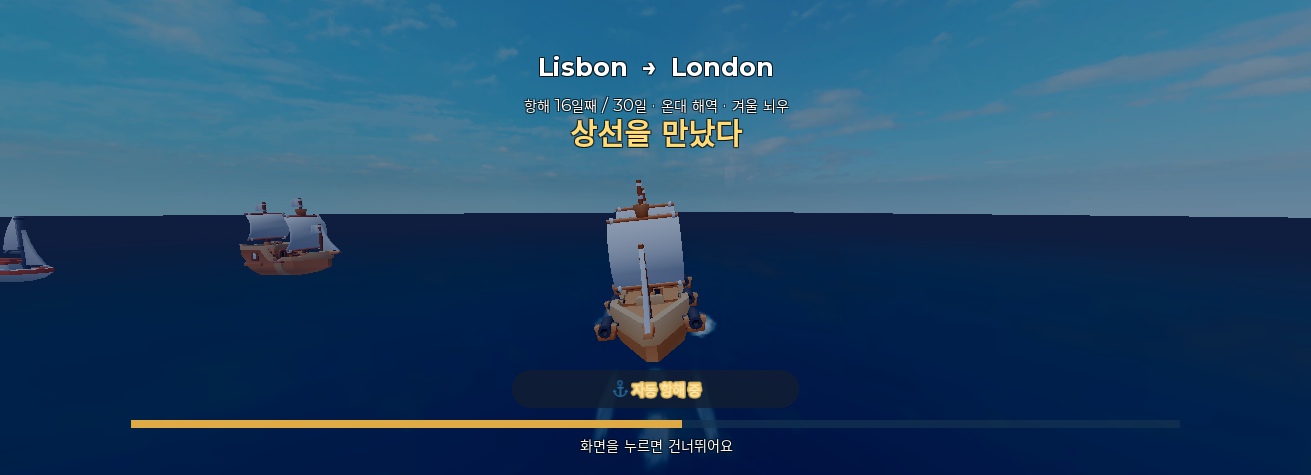 Lisbon → London
항해 16일째 / 30일 · 온대 해역 · 겨울 뇌우
상선을 만났다
⚓ 자동 항해 중
화면을 누르면 건너뛰어요